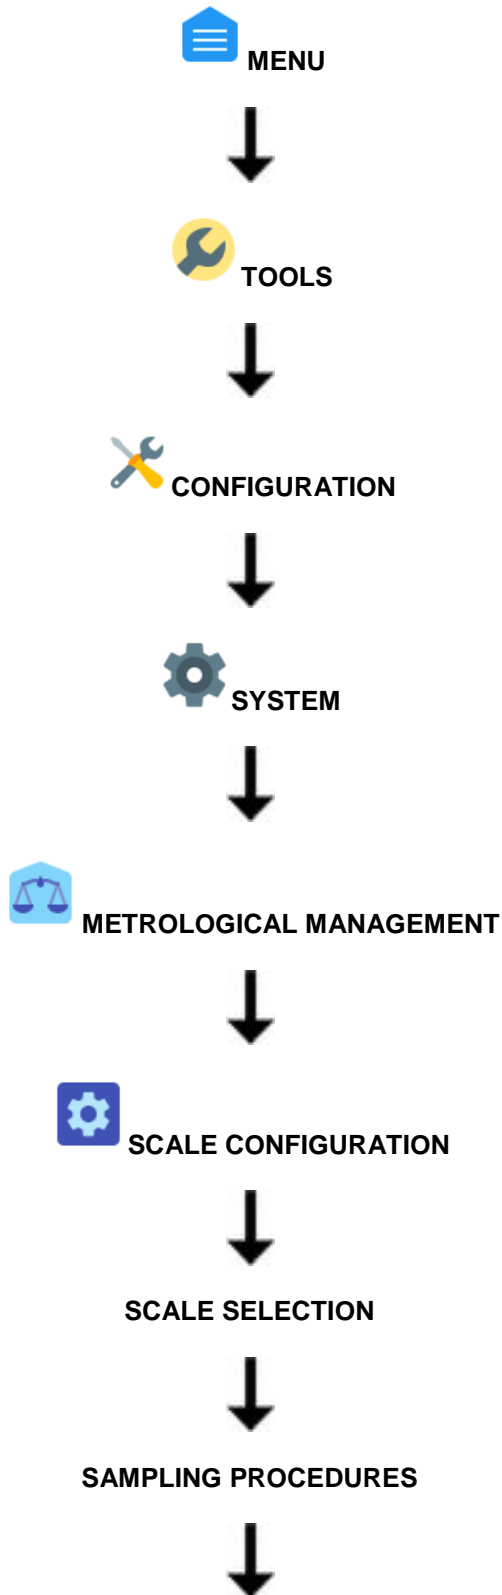 MENU
TOOLS
CONFIGURATION
SYSTEM
METROLOGICAL MANAGEMENT
SCALE CONFIGURATION
SCALE SELECTION
SAMPLING PROCEDURES